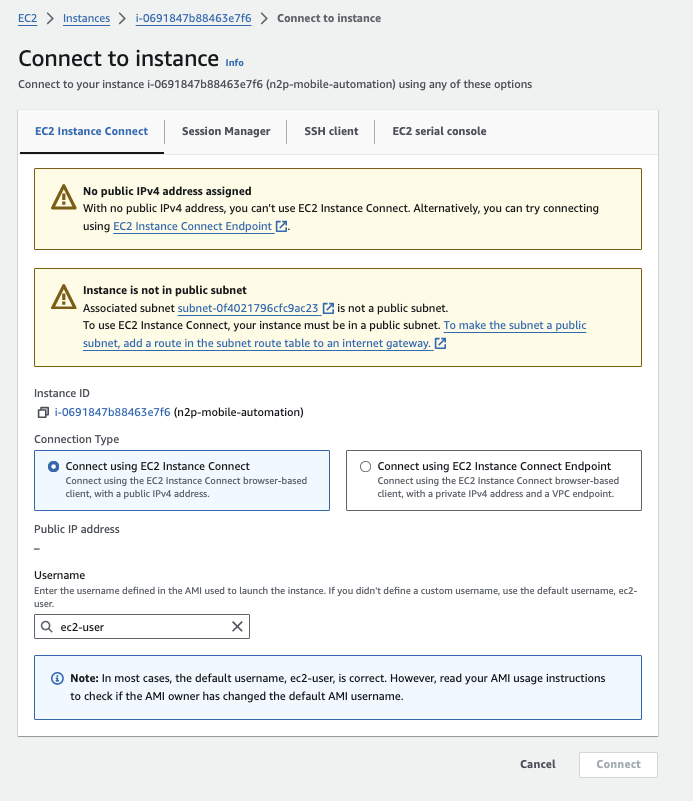 EC2 > Instances > i-0691847b88463e7f6 > Connect to instance
Connect to instance Info
Connect to your instance i-0691847b88463e7f6 (n2p-mobile-automation) using any of these options
EC2 Instance Connect Session Manager SSH client EC2 serial console
No public IPv4 address assigned
With no public IPv4 address, you can't use EC2 Instance Connect. Alternatively, you can try connecting
using EC2 Instance Connect Endpoint.
Instance is not in public subnet
Associated subnet subnet-0f4021796cfc9ac23 is not a public subnet.
To use EC2 Instance Connect, your instance must be in a public subnet. To make the subnet a public
subnet, add a route in the subnet route table to an internet gateway.
Instance ID
i-0691847b88463e7f6 (n2p-mobile-automation)
Connection Type
Connect using EC2 Instance Connect
Connect using the EC2 Instance Connect browser-based
client, with a public IPv4 address.
Connect using EC2 Instance Connect Endpoint
Connect using the EC2 Instance Connect browser-based
client, with a private IPv4 address and a VPC endpoint.
Public IP address
–
Username
Enter the username defined in the AMI used to launch the instance. If you didn't define a custom username, use the default username, ec2-
user.
ec2-user
Note: In most cases, the default username, ec2-user, is correct. However, read your AMI usage instructions
to check if the AMI owner has changed the default AMI username.
Cancel Connect